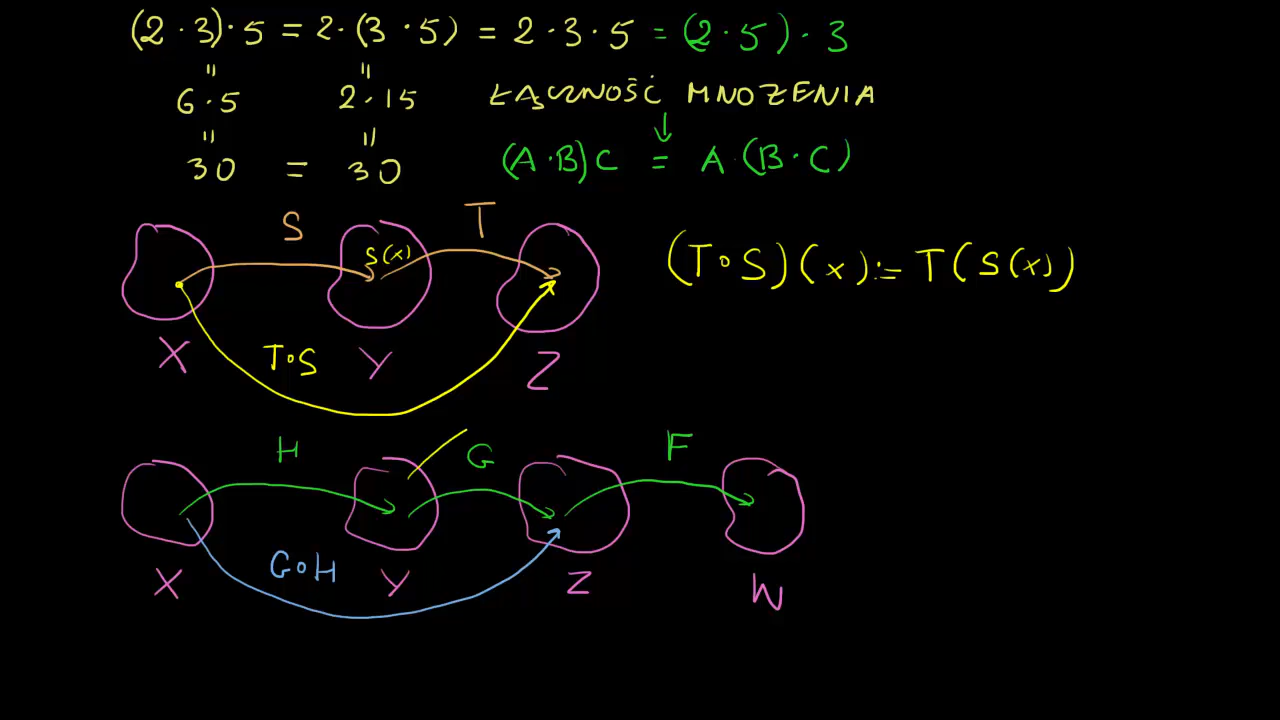 (2 · 3) · 5 = 2 · (3 · 5) = 2 · 3 · 5 = (2 · 5) · 3
= =
6 · 5 2 · 15 ŁĄCZNOŚĆ MNOŻENIA
= = ↓
30 = 30 (A · B) C = A · (B · C)
S T
S(x) (T∘S)(x) := T(S(x))
T∘S
X Y Z
H G F
G∘H
X Y Z W